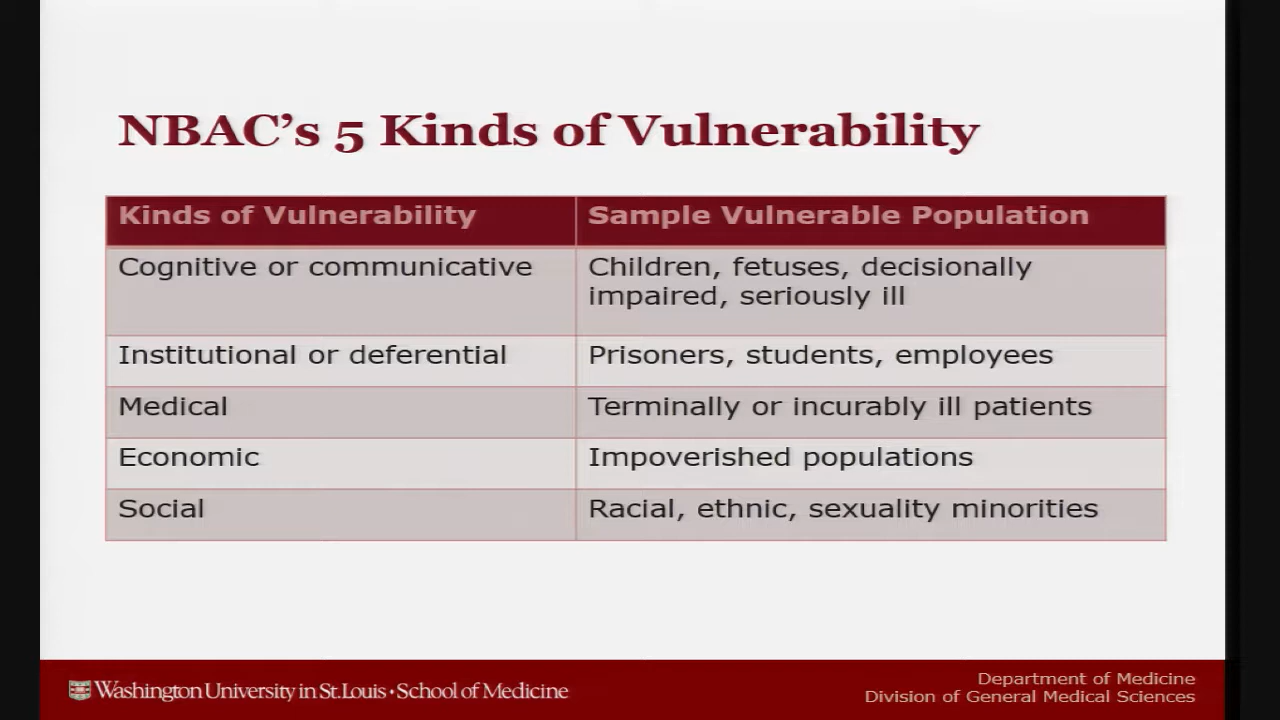 NBAC's 5 Kinds of Vulnerability
Kinds of Vulnerability
Sample Vulnerable Population
Cognitive or communicative
Children, fetuses, decisionally
impaired, seriously ill
Institutional or deferential
Prisoners, students, employees
Medical
Terminally or incurably ill patients
Economic
Impoverished populations
Social
Racial, ethnic, sexuality minorities
Washington University in St.Louis • School of Medicine
Department of Medicine
Division of General Medical Sciences